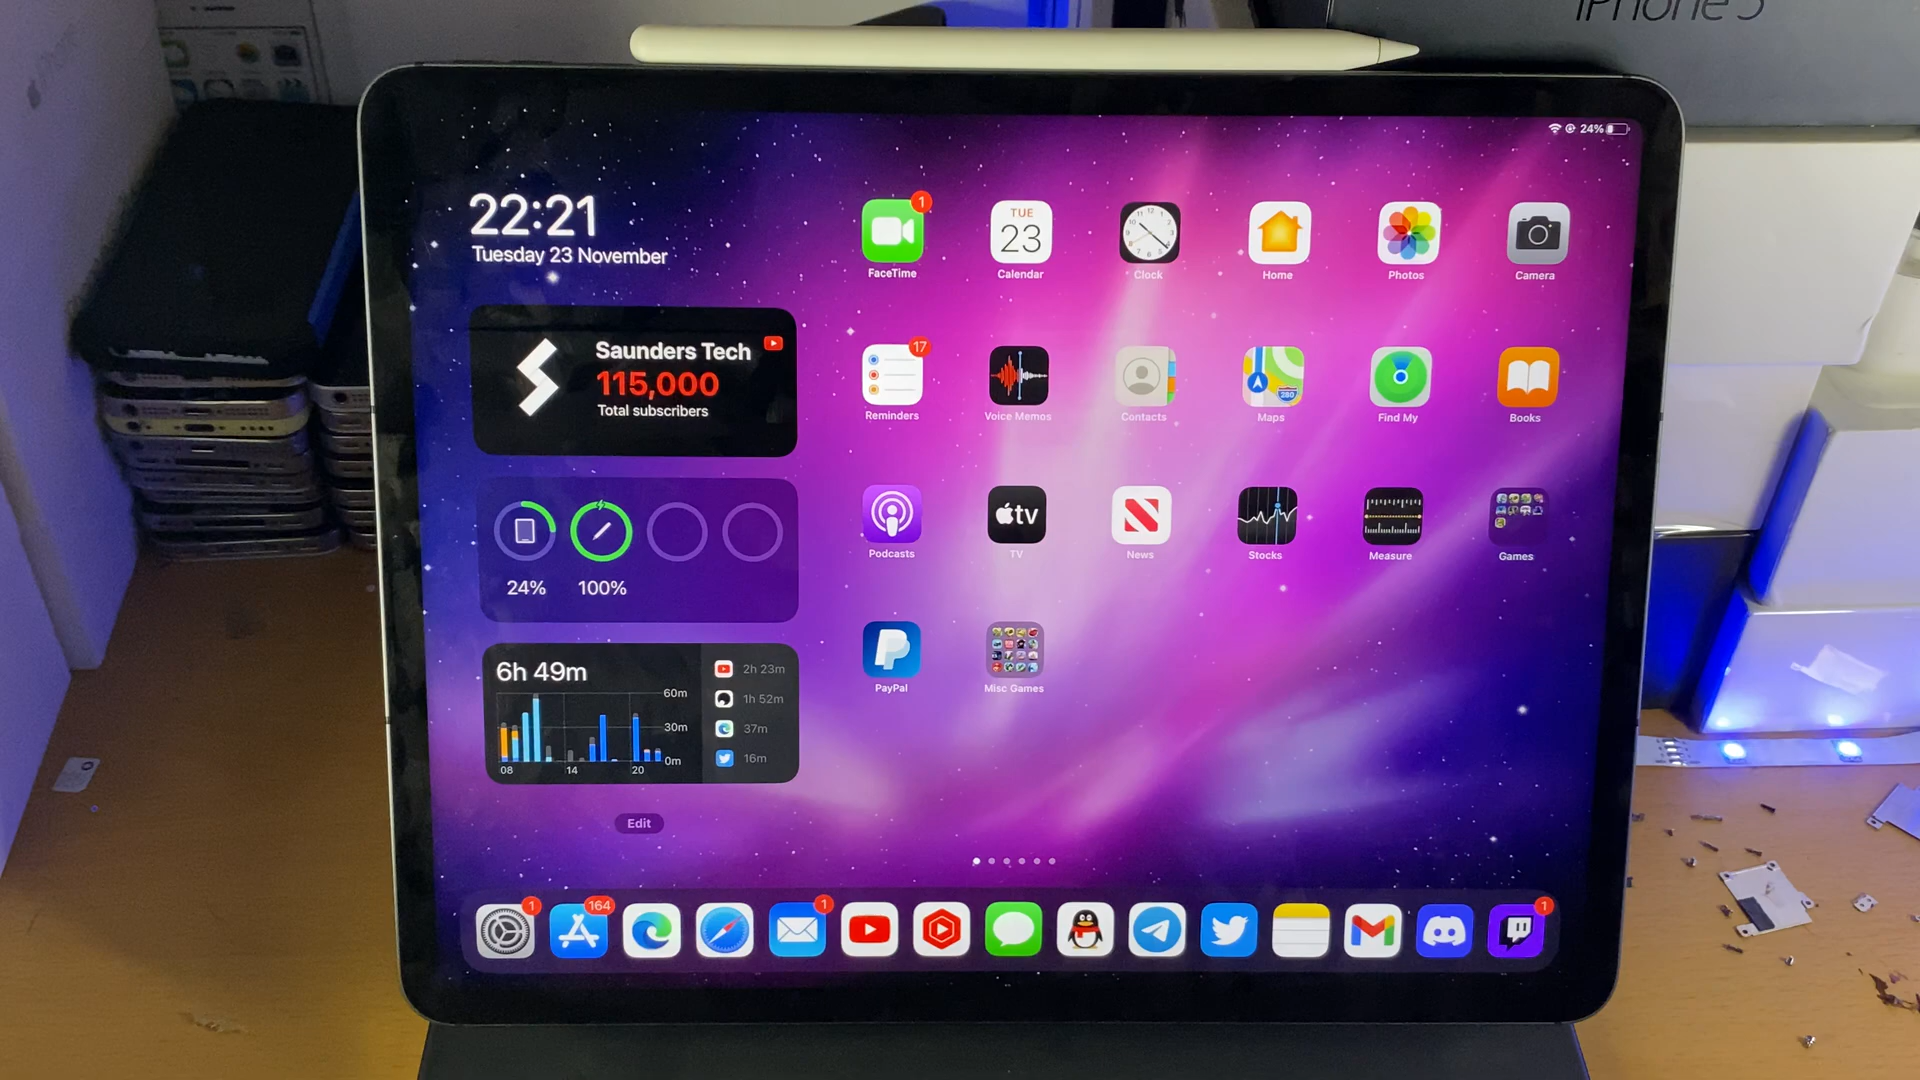 iPhone 5
24%
22:21
Tuesday 23 November
Saunders Tech
115,000
Total subscribers
24%
100%
6h 49m
60m
30m
0m
08
14
20
2h 23m
1h 52m
37m
16m
Edit
1
FaceTime
TUE
23
Calendar
Clock
Home
Photos
Camera
17
Reminders
Voice Memos
Contacts
280
Maps
Find My
Books
Podcasts
tv
TV
News
Stocks
Measure
Games
PayPal
Misc Games
1
164
1
1